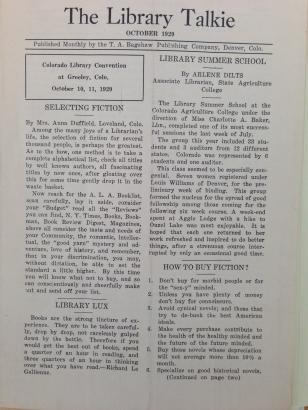 The Library Talkie
OCTOBER 1929
Published Monthly by the T. A. Bagshaw Publishing Company, Denver, Colo.
Colorado Library Convention
at Greeley, Colo.
October 10, 11, 1929
SELECTING FICTION
By Mrs. Anna Duffield, Loveland, Colo.
Among the many joys of a Librarian's
life, the selection of fiction for several
thousand people, is perhaps the greatest.
As to the how, one method is to take a
complete alphabetical list, check all titles
by well known authors, all fascinating
titles by new ones, after gloating over
this for some time gently drop it in the
waste basket.
Now reach for the A. L. A. Booklist,
scan carefully, lay it aside, consider
your "Budget" read all the "Reviews"
you can find, N. Y. Times, Books, Book-
man, Book Review Digest, Magazines,
above all consider the taste and needs of
your Community, the romantic, intellec-
tual, the "good yarn" mystery and ad-
venture, love of history, and remember,
that in your discrimination, you may,
without dictation, be able to set the
standard a little higher. By this time
you will know what not to buy, and so
can conscientiously and cheerfully make
out and send off your list.
LIBRARY LUX
Books are the strong tincture of ex-
perience. They are to be taken careful-
ly, drop by drop, not carelessly gulped
down by the bottle. Therefore if you
would get the best out of books, spend
a quarter of an hour in reading, and
three quarters of an hour in thinking
over what you have read.—Richard Le
Gallienne.
LIBRARY SUMMER SCHOOL
By ARLENE DILTS
Associate Librarian, State Agriculture
College
The Library Summer School at the
Colorado Agriculture College under the
direction of Miss Charlotte A. Baker,
Lbn., completed one of its most success-
ful sessions the last week of July.
The group this year included 23 stu-
dents and 3 auditors from 12 different
states. Colorado was represented by 6
students and one auditor.
This class seemed to be especially con-
genial. Seven women registered under
Louis Williams of Denver, for the pre-
liminary week of binding. This group
formed the nucleus for the spread of good
fellowship among those coming for the
following six week course. A week-end
spent at Agate Lodge with a hike to
Ouzel Lake was most enjoyable. It is
hoped that each one returned to her
work refreshed and inspired to do better
things, after a strenuous course inter-
rupted by only an occasional good time.
HOW TO BUY FICTION?
1. Don't buy for morbid people or for
the "sex-y" minded.
2. Unless you have plenty of money
don't buy for connoisseurs.
3. Avoid cynical novels; and those that
try to de-bunk the best American
ideals.
4. Make every purchase contribute to
the health of the healthy minded and
the future of the future minded.
5. Buy those novels whose depreciation
will not average more than 10% a
month.
6. Specialize on good historical novels,
(Continued on page two)